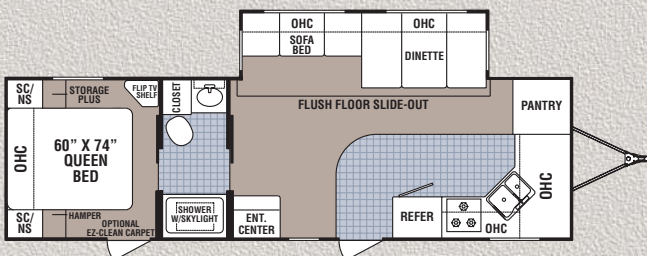 OHC
OHC
SOFA
BED
DINETTE
FLUSH FLOOR SLIDE-OUT
SC/
NS
STORAGE
PLUS
FLIP TV
SHELF
CLOSET
PANTRY
OHC
60” X 74”
QUEEN
BED
SC/
NS
HAMPER
OPTIONAL
EZ-CLEAN CARPET
SHOWER
W/SKYLIGHT
ENT.
CENTER
REFER
OHC
OHC